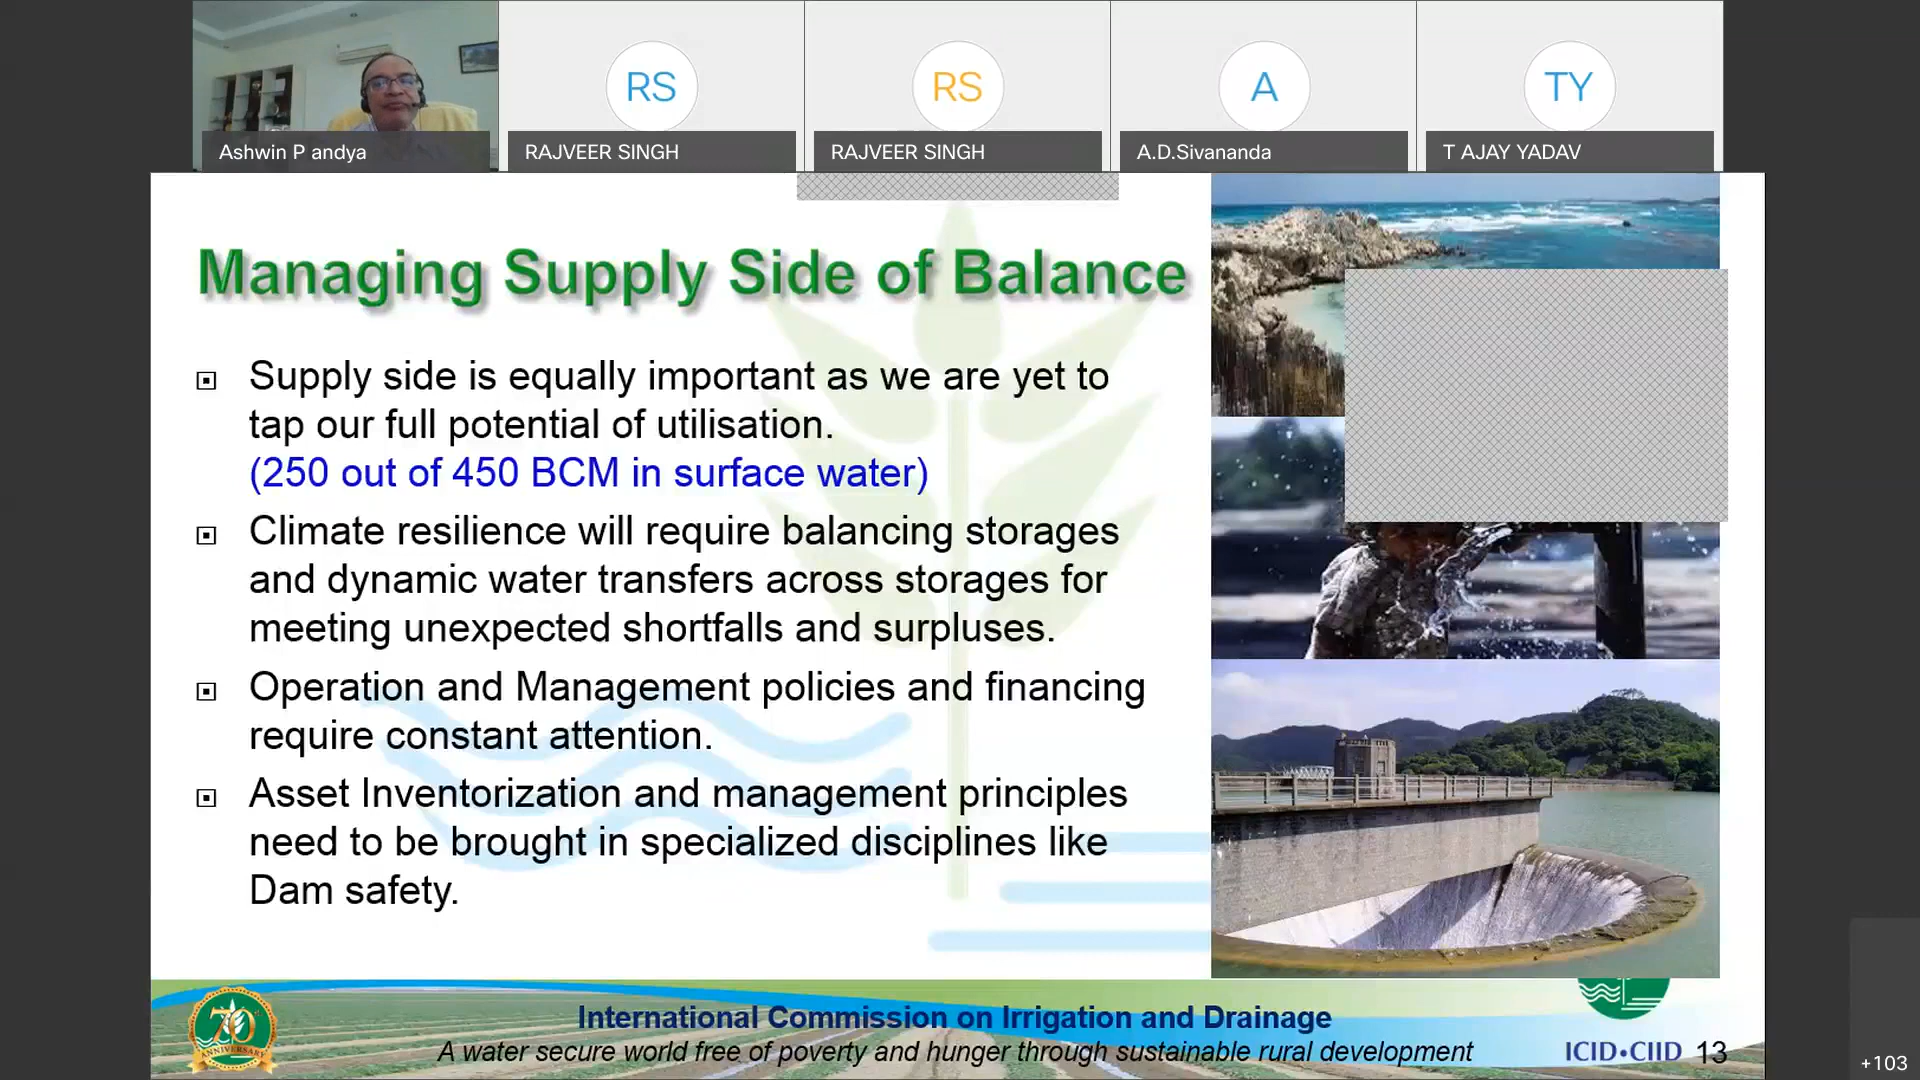 RS
RS
A
TY
Ashwin P andya
RAJVEER SINGH
RAJVEER SINGH
A.D.Sivananda
T AJAY YADAV
Managing Supply Side of Balance
Supply side is equally important as we are yet to
tap our full potential of utilisation.
(250 out of 450 BCM in surface water)
Climate resilience will require balancing storages
and dynamic water transfers across storages for
meeting unexpected shortfalls and surpluses.
Operation and Management policies and financing
require constant attention.
Asset Inventorization and management principles
need to be brought in specialized disciplines like
Dam safety.
70
ANNIVERSARY
International Commission on Irrigation and Drainage
A water secure world free of poverty and hunger through sustainable rural development
ICID•CIID
13
+103